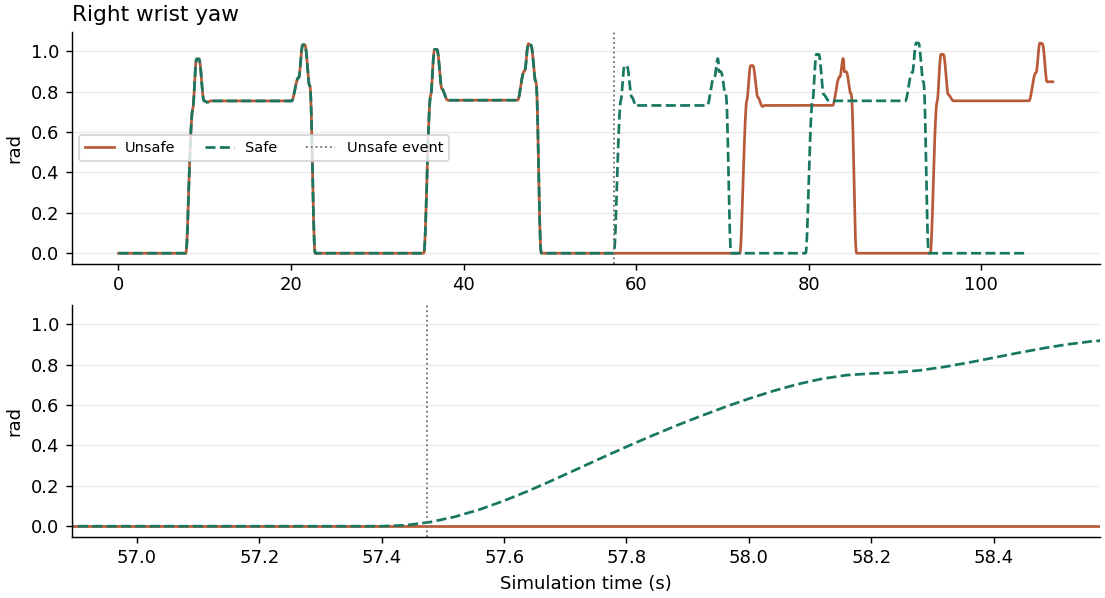 Right wrist yaw
rad
1.0
0.8
0.6
0.4
0.2
0.0
Unsafe Safe Unsafe event
0 20 40 60 80 100
rad
1.0
0.8
0.6
0.4
0.2
0.0
57.0 57.2 57.4 57.6 57.8 58.0 58.2 58.4
Simulation time (s)